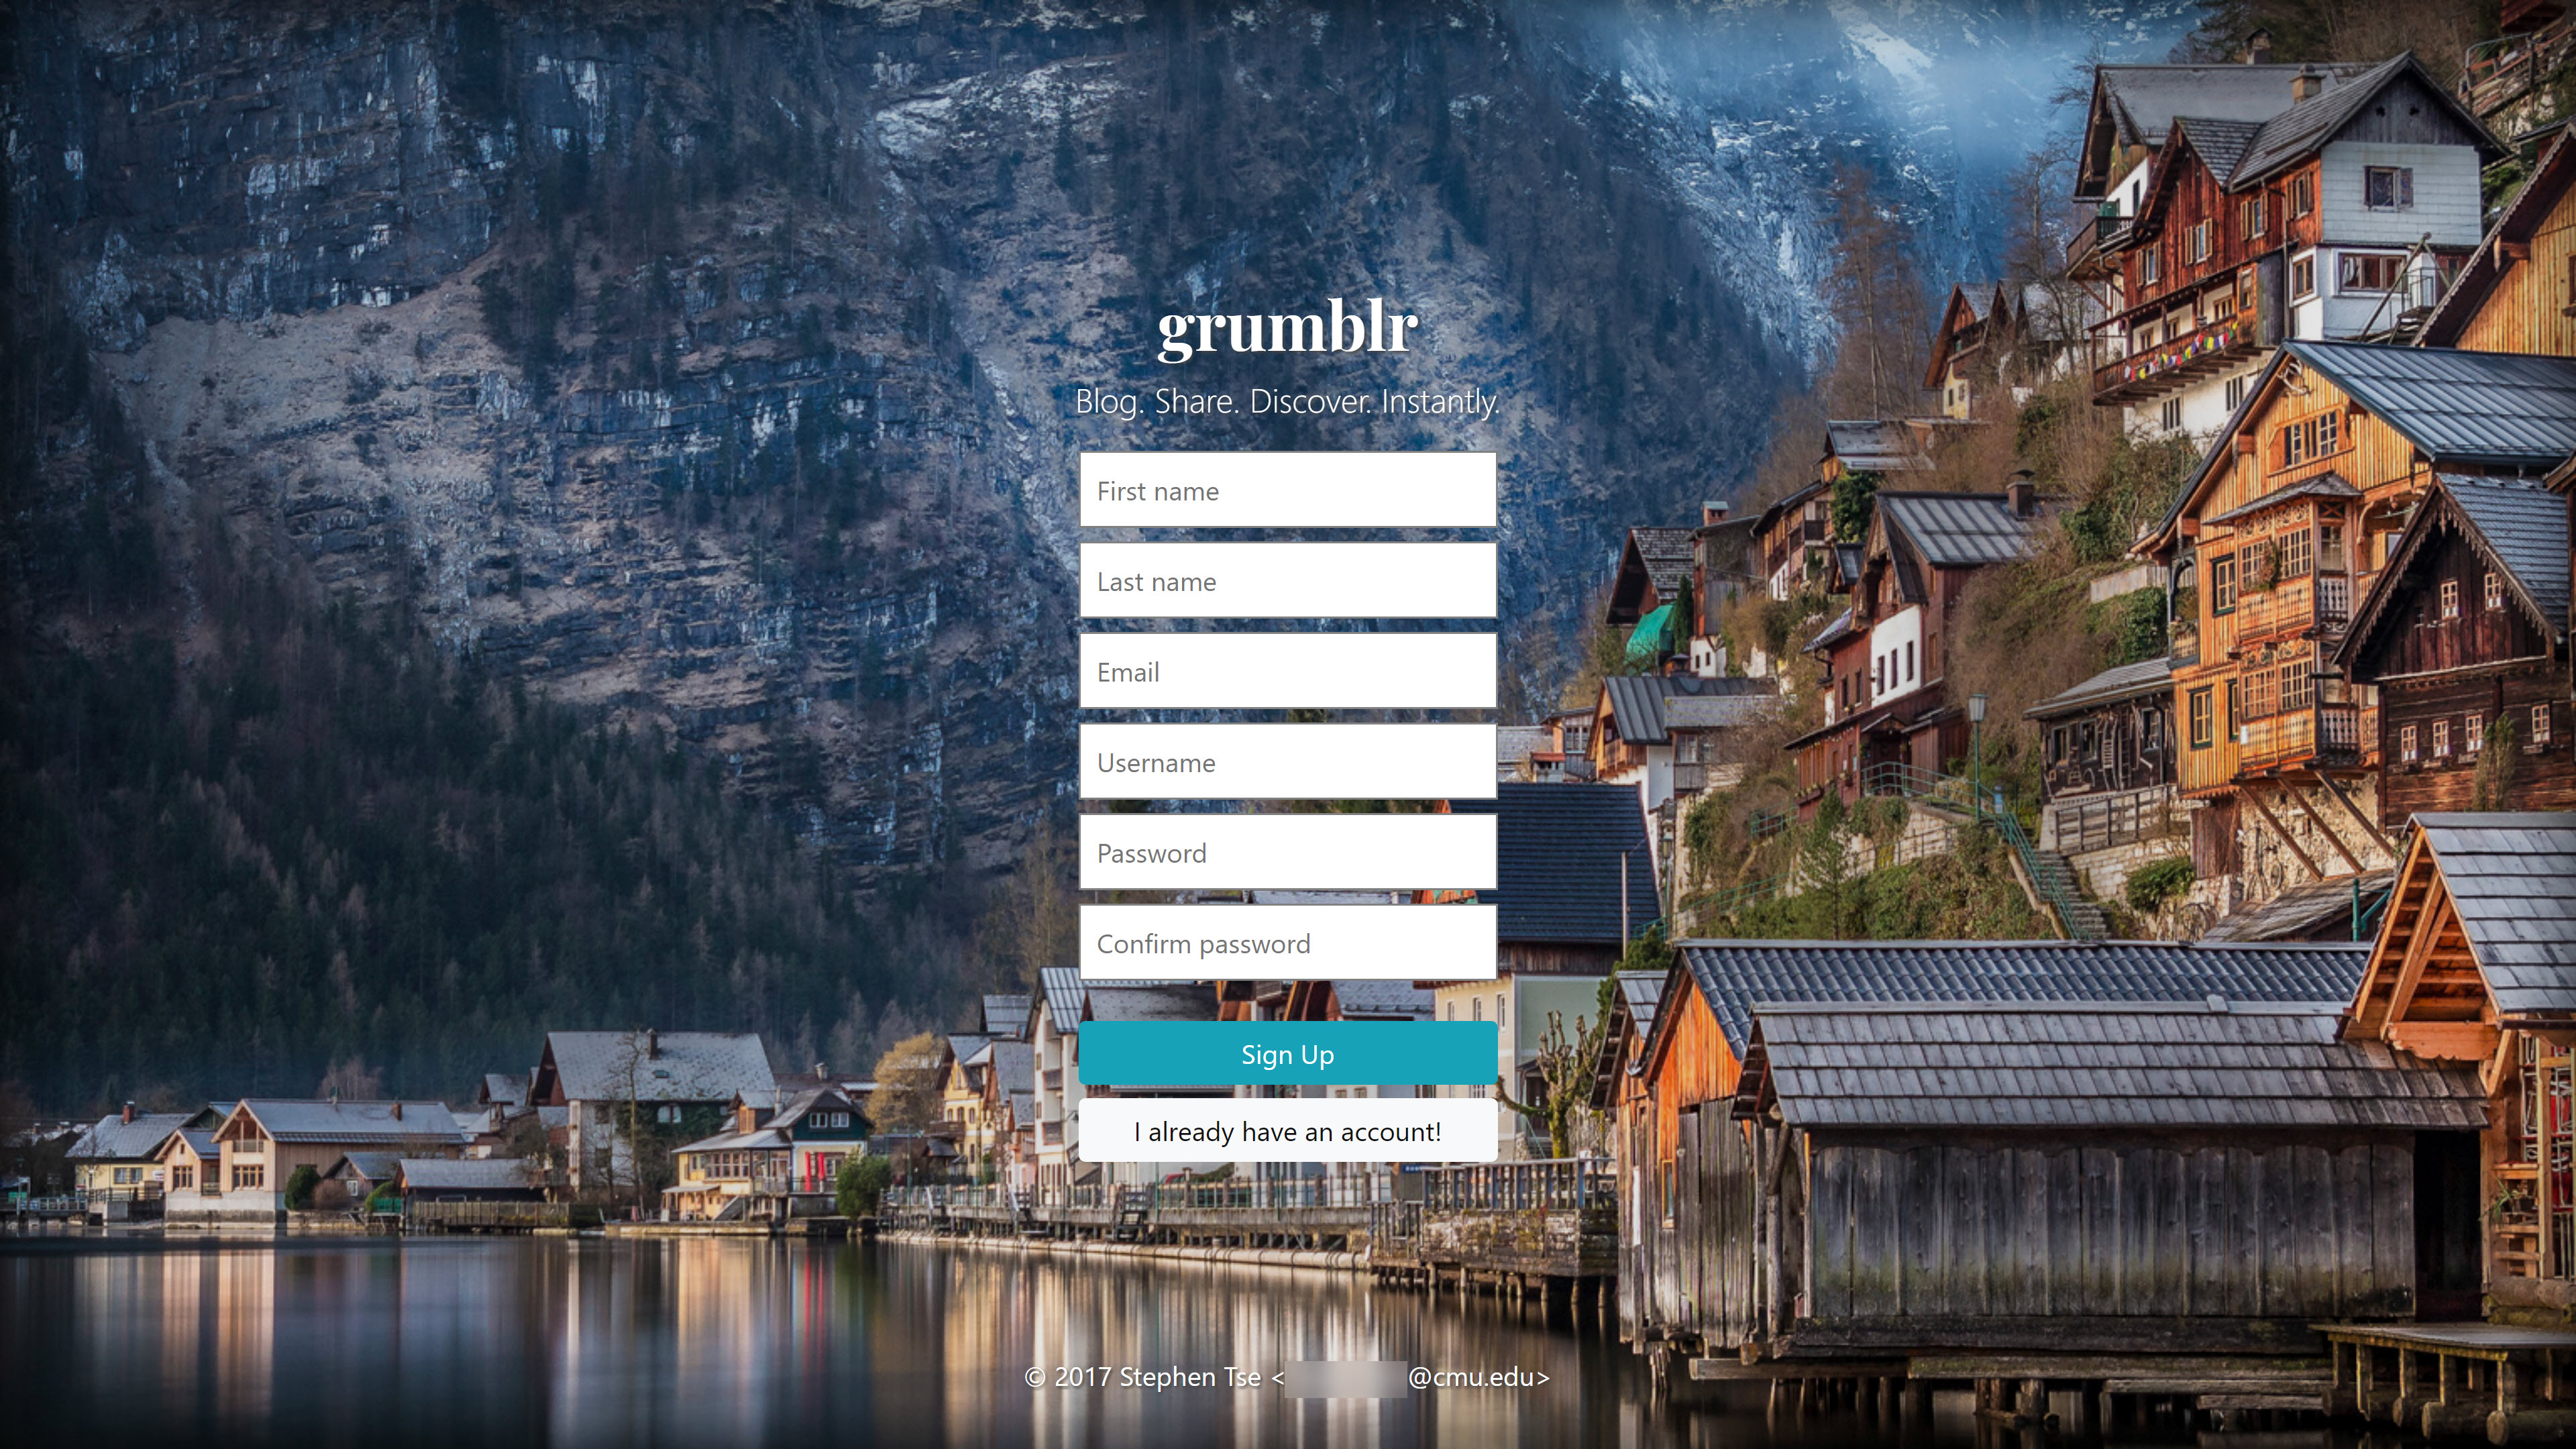 grumblr
Blog. Share. Discover. Instantly.
First name
Last name
Email
Username
Password
Confirm password
Sign Up
I already have an account!
© 2017 Stephen Tse <
@cmu.edu>